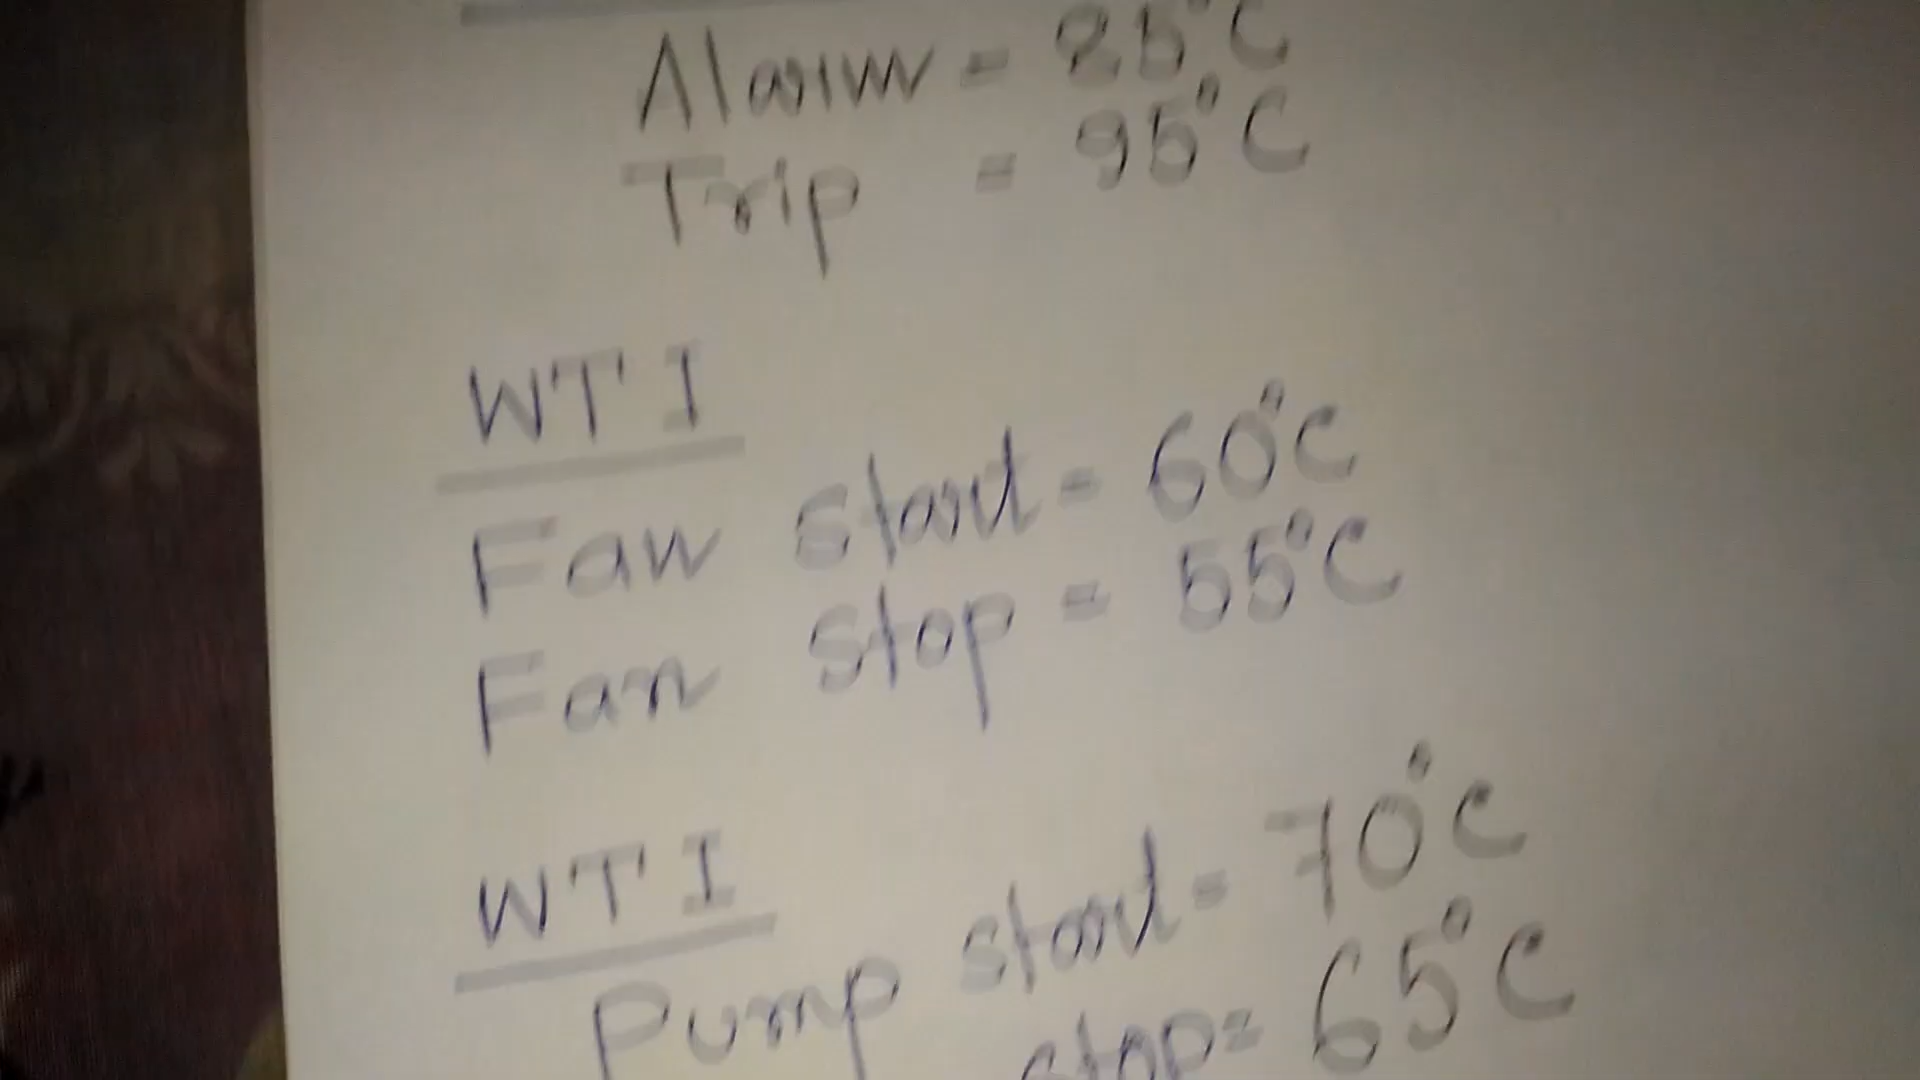 Alarm = 85°C
Trip = 95°C
WTI
Fan start = 60°C
Fan stop = 55°C
WTI
Pump start = 70°C
stop = 65°C